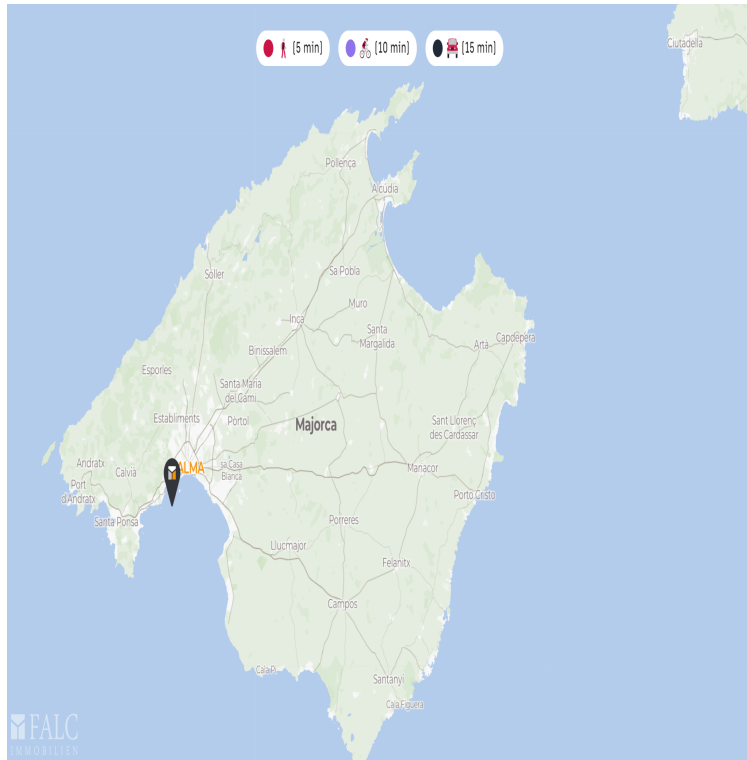 (5 min)
(10 min)
(15 min)
Ciutadella
Pollença
Alcúdia
Sóller
Sa Pobla
Muro
Inca
Santa
Margalida
Artà
Capdepera
Binissalem
Esporles
Santa Maria
del Camí
Establiments
Pòrtol
Majorca
Sant Llorenç
des Cardassar
Andratx
Calvià
ALMA
sa Casa
Blanca
Manacor
Port
d'Andratx
Santa Ponsa
Porto Cristo
Porreres
Llucmajor
Felanitx
Campos
Cala Pi
Santanyí
Cala Figuera
FALC
IMMOBILIEN